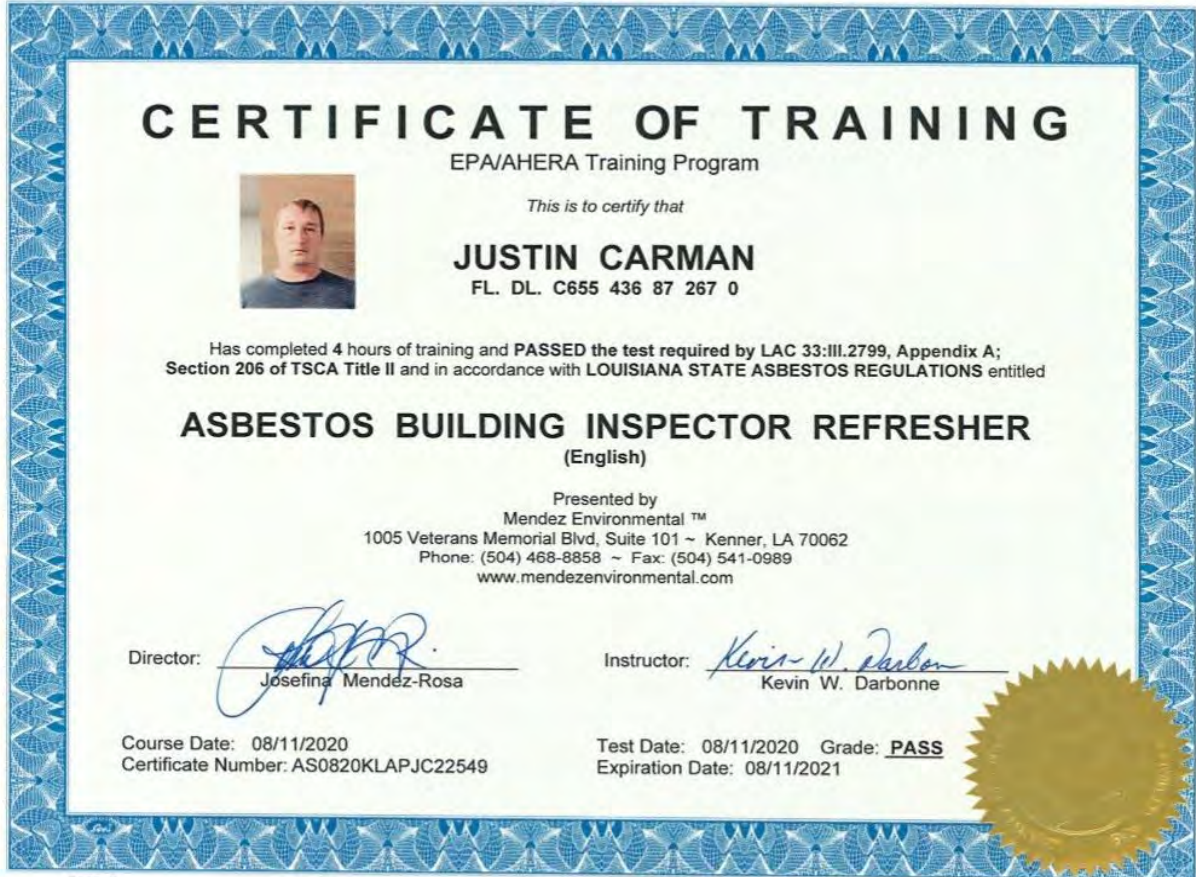 CERTIFICATE OF TRAINING
EPA/AHERA Training Program
This is to certify that
JUSTIN CARMAN
FL. DL. C655 436 87 267 0
Has completed 4 hours of training and PASSED the test required by LAC 33:III.2799, Appendix A;
Section 206 of TSCA Title II and in accordance with LOUISIANA STATE ASBESTOS REGULATIONS entitled
ASBESTOS BUILDING INSPECTOR REFRESHER
(English)
Presented by
Mendez Environmental ™
1005 Veterans Memorial Blvd, Suite 101 ~ Kenner, LA 70062
Phone: (504) 468-8858 ~ Fax: (504) 541-0989
www.mendezenvironmental.com
Director:
Josefina Mendez-Rosa
Instructor: Kevin W. Darbon
Kevin W. Darbonne
Course Date: 08/11/2020
Certificate Number: AS0820KLAPJC22549
Test Date: 08/11/2020 Grade: PASS
Expiration Date: 08/11/2021